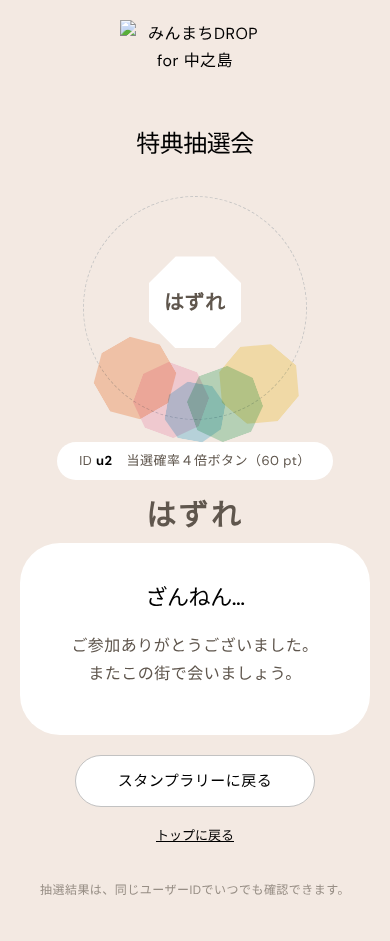 みんまちDROP
for 中之島
特典抽選会
はずれ
ID u2 当選確率４倍ボタン（60 pt）
はずれ
ざんねん...
ご参加ありがとうございました。
またこの街で会いましょう。
スタンプラリーに戻る
トップに戻る
抽選結果は、同じユーザーIDでいつでも確認できます。